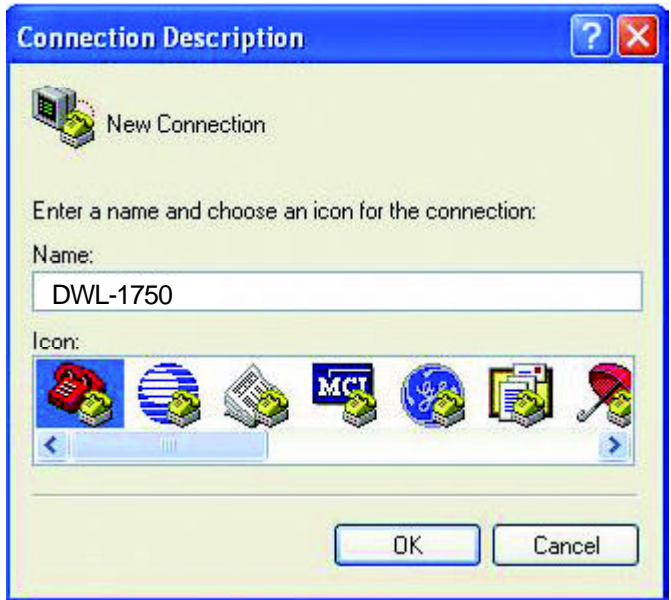 Connection Description
New Connection
Enter a name and choose an icon for the connection:
Name:
DWL-1750
Icon:
MCI
OK Cancel